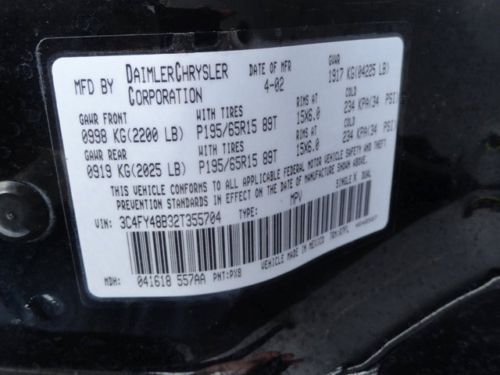 MFD BY DAIMLERCHRYSLER CORPORATION DATE OF MFR 4-02 GVWR 1917 KG(04225 LB)
GAWR FRONT WITH TIRES RIMS AT COLD
0998 KG(2200 LB) P195/65R15 89T 15X6.0 234 KPA(34 PSI)
GAWR REAR WITH TIRES RIMS AT COLD
0919 KG(2025 LB) P195/65R15 89T 15X6.0 234 KPA(34 PSI)
THIS VEHICLE CONFORMS TO ALL APPLICABLE FEDERAL MOTOR VEHICLE SAFETY AND THEFT
PREVENTION STANDARDS IN EFFECT ON THE DATE OF MANUFACTURE SHOWN ABOVE.
VIN: 3C4FY48B32T355704 TYPE: MPV SINGLE X DUAL
MDH: 041618 557AA PNT:PXB VEHICLE MADE IN MEXICO